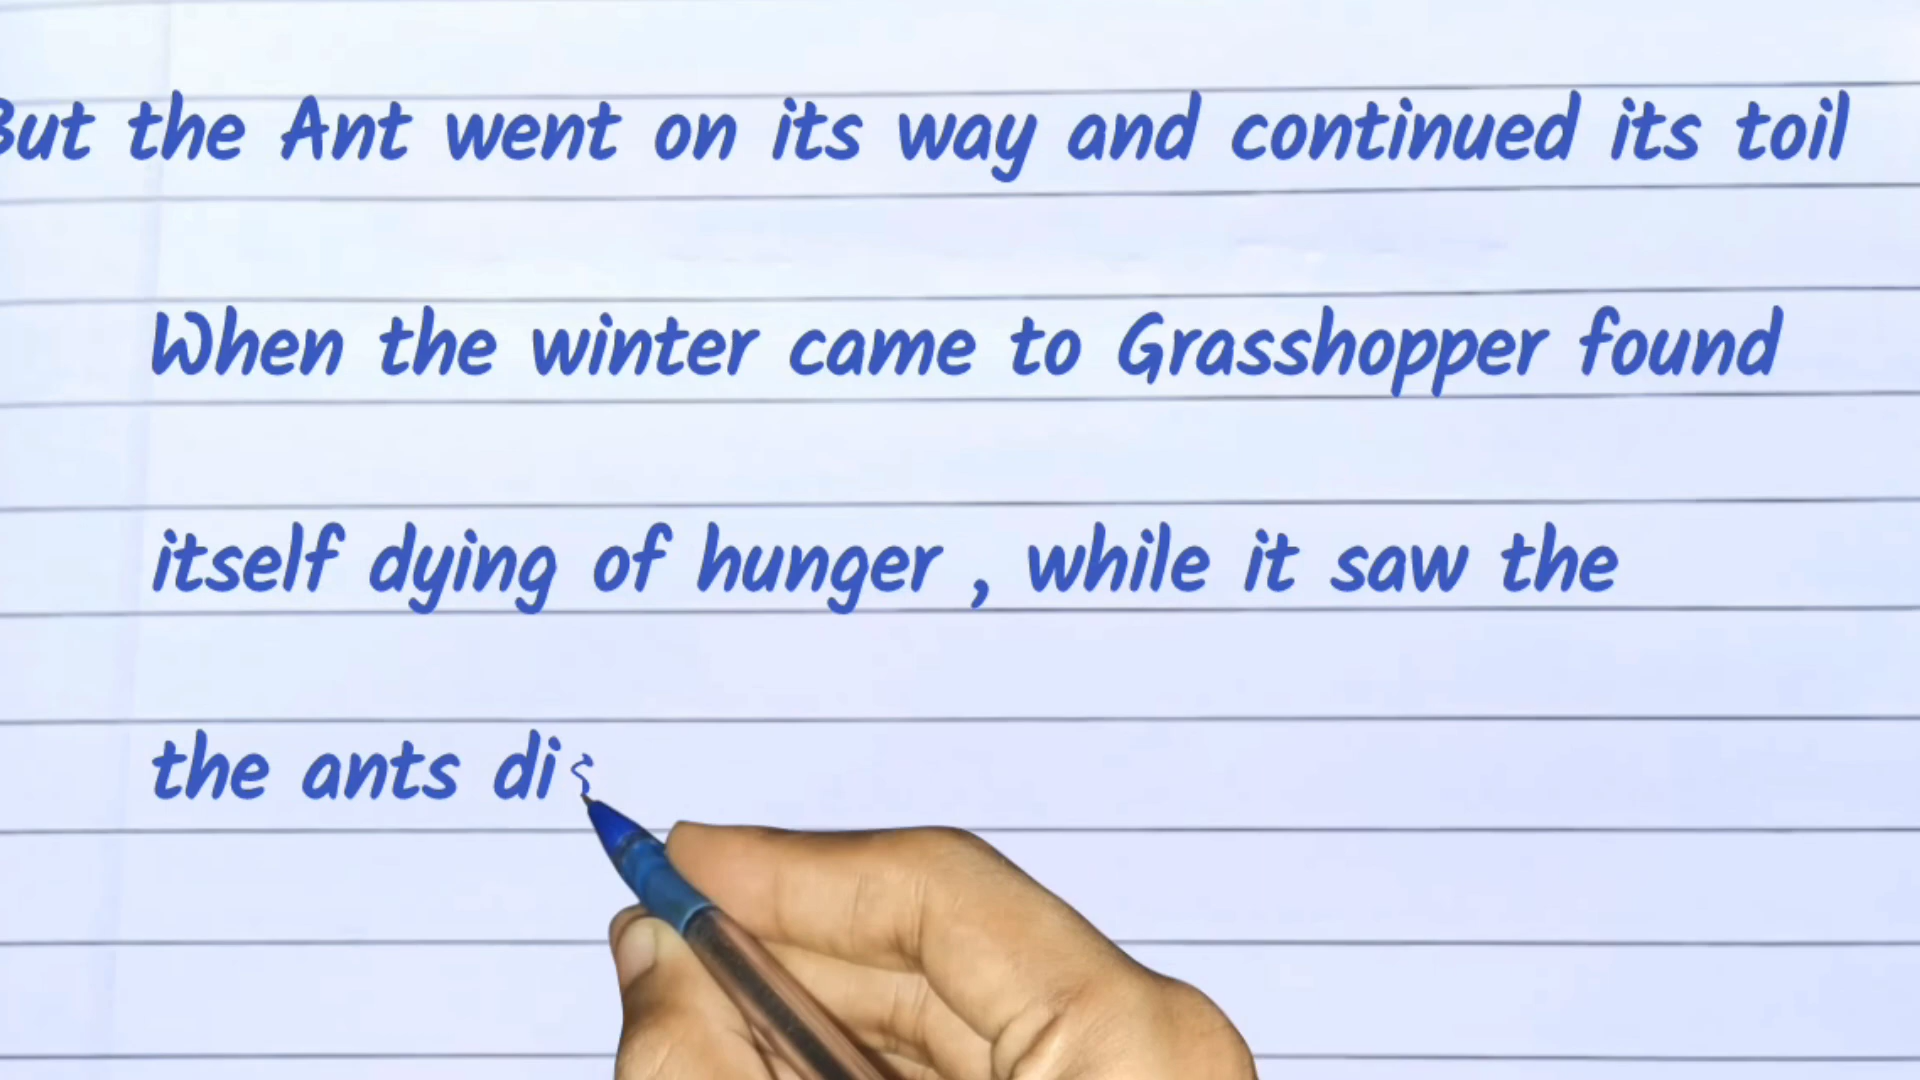 But the Ant went on its way and continued its toil
When the winter came to Grasshopper found
itself dying of hunger , while it saw the
the ants dis